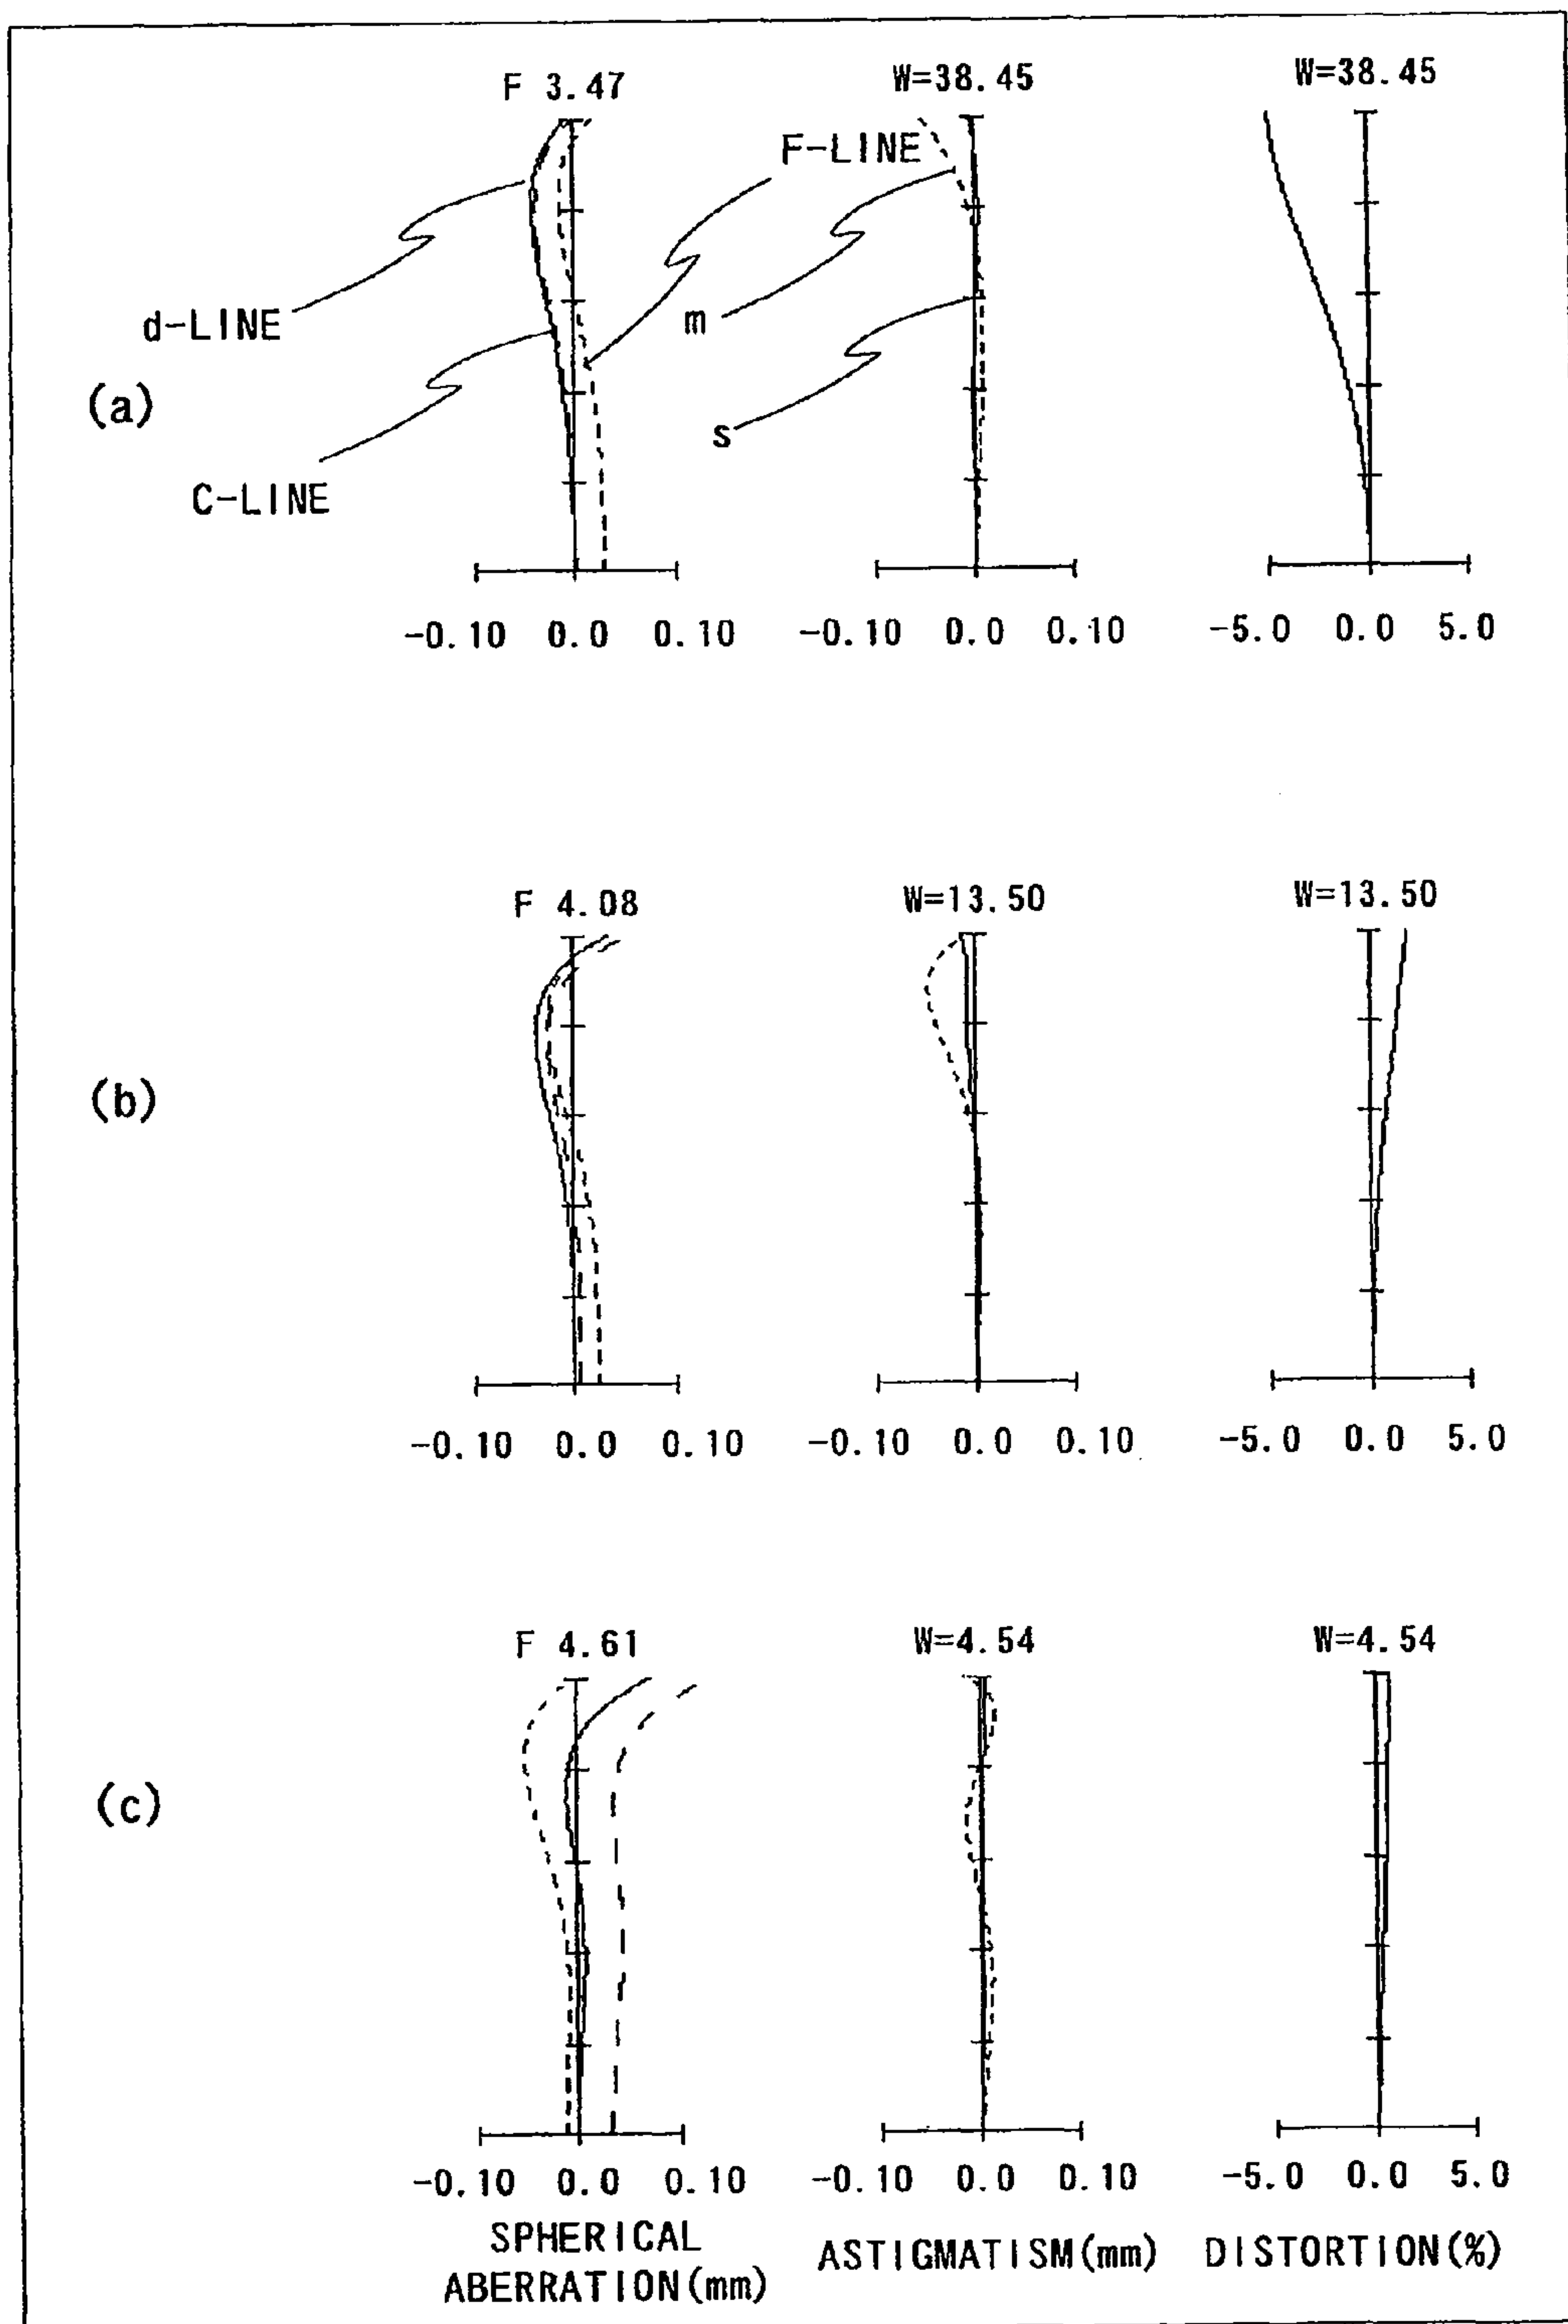 F 3.47 W=38.45 W=38.45
F-LINE
d-LINE
m
s
(a)
C-LINE
-0.10 0.0 0.10 -0.10 0.0 0.10 -5.0 0.0 5.0
F 4.08 W=13.50 W=13.50
(b)
-0.10 0.0 0.10 -0.10 0.0 0.10 -5.0 0.0 5.0
F 4.61 W=4.54 W=4.54
(c)
-0.10 0.0 0.10 -0.10 0.0 0.10 -5.0 0.0 5.0
SPHERICAL
ABERRATION(mm)
ASTIGMATISM(mm)
DISTORTION(%)